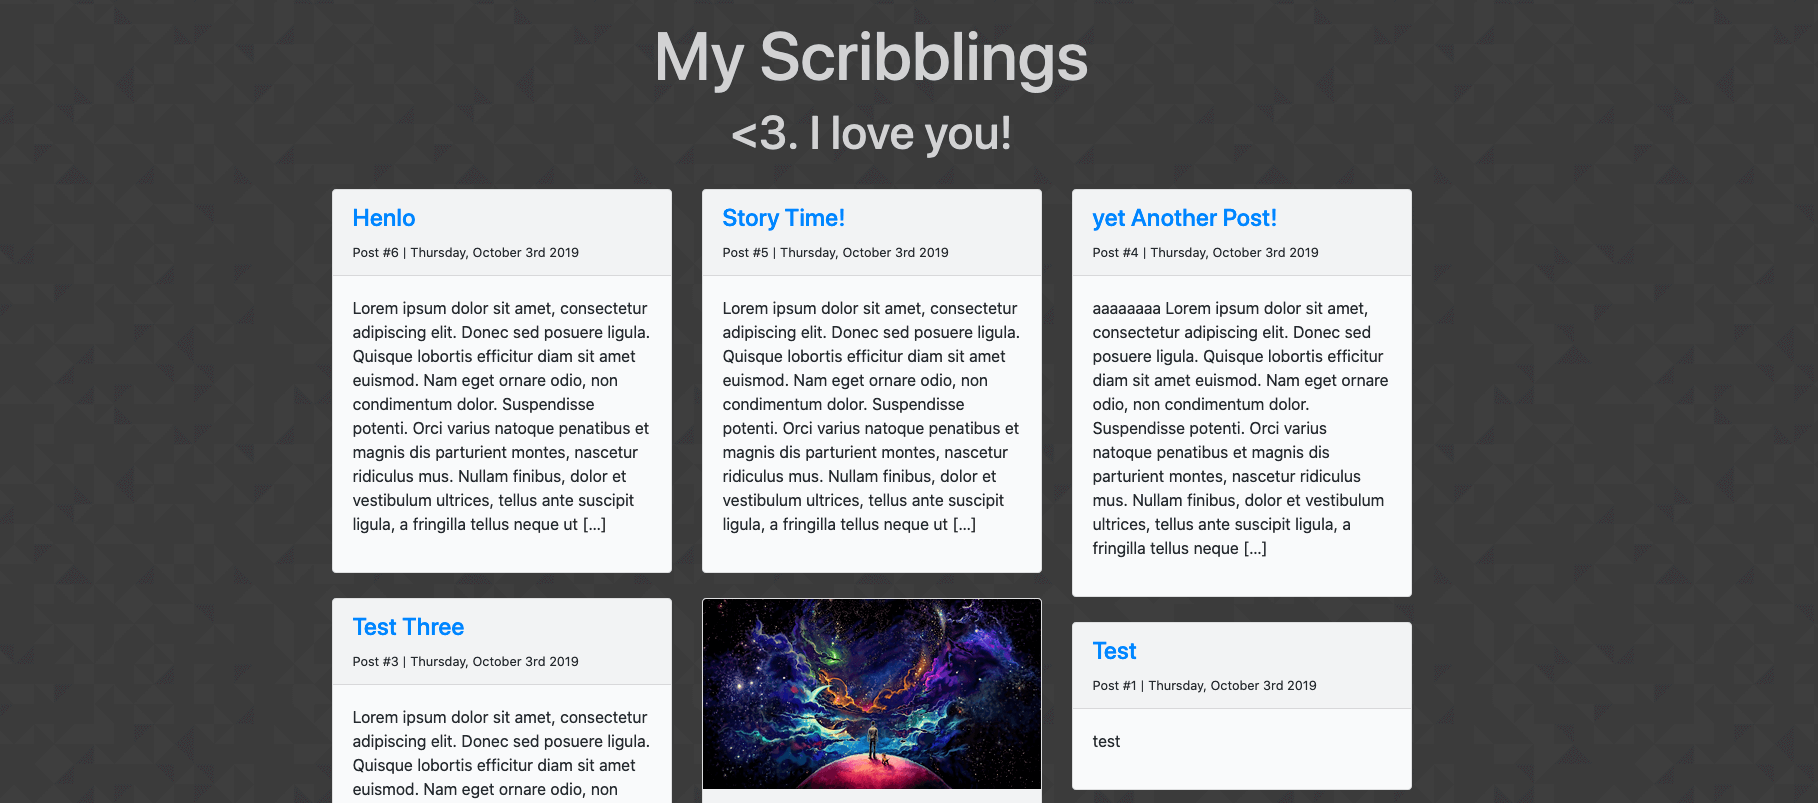 My Scribblings
<3. I love you!
Henlo
Post #6 | Thursday, October 3rd 2019
Lorem ipsum dolor sit amet, consectetur
adipiscing elit. Donec sed posuere ligula.
Quisque lobortis efficitur diam sit amet
euismod. Nam eget ornare odio, non
condimentum dolor. Suspendisse
potenti. Orci varius natoque penatibus et
magnis dis parturient montes, nascetur
ridiculus mus. Nullam finibus, dolor et
vestibulum ultrices, tellus ante suscipit
ligula, a fringilla tellus neque ut [...]
Story Time!
Post #5 | Thursday, October 3rd 2019
Lorem ipsum dolor sit amet, consectetur
adipiscing elit. Donec sed posuere ligula.
Quisque lobortis efficitur diam sit amet
euismod. Nam eget ornare odio, non
condimentum dolor. Suspendisse
potenti. Orci varius natoque penatibus et
magnis dis parturient montes, nascetur
ridiculus mus. Nullam finibus, dolor et
vestibulum ultrices, tellus ante suscipit
ligula, a fringilla tellus neque ut [...]
yet Another Post!
Post #4 | Thursday, October 3rd 2019
aaaaaaaa Lorem ipsum dolor sit amet,
consectetur adipiscing elit. Donec sed
posuere ligula. Quisque lobortis efficitur
diam sit amet euismod. Nam eget ornare
odio, non condimentum dolor.
Suspendisse potenti. Orci varius
natoque penatibus et magnis dis
parturient montes, nascetur ridiculus
mus. Nullam finibus, dolor et vestibulum
ultrices, tellus ante suscipit ligula, a
fringilla tellus neque [...]
Test Three
Post #3 | Thursday, October 3rd 2019
Lorem ipsum dolor sit amet, consectetur
adipiscing elit. Donec sed posuere ligula.
Quisque lobortis efficitur diam sit amet
euismod. Nam eget ornare odio, non
Test
Post #1 | Thursday, October 3rd 2019
test